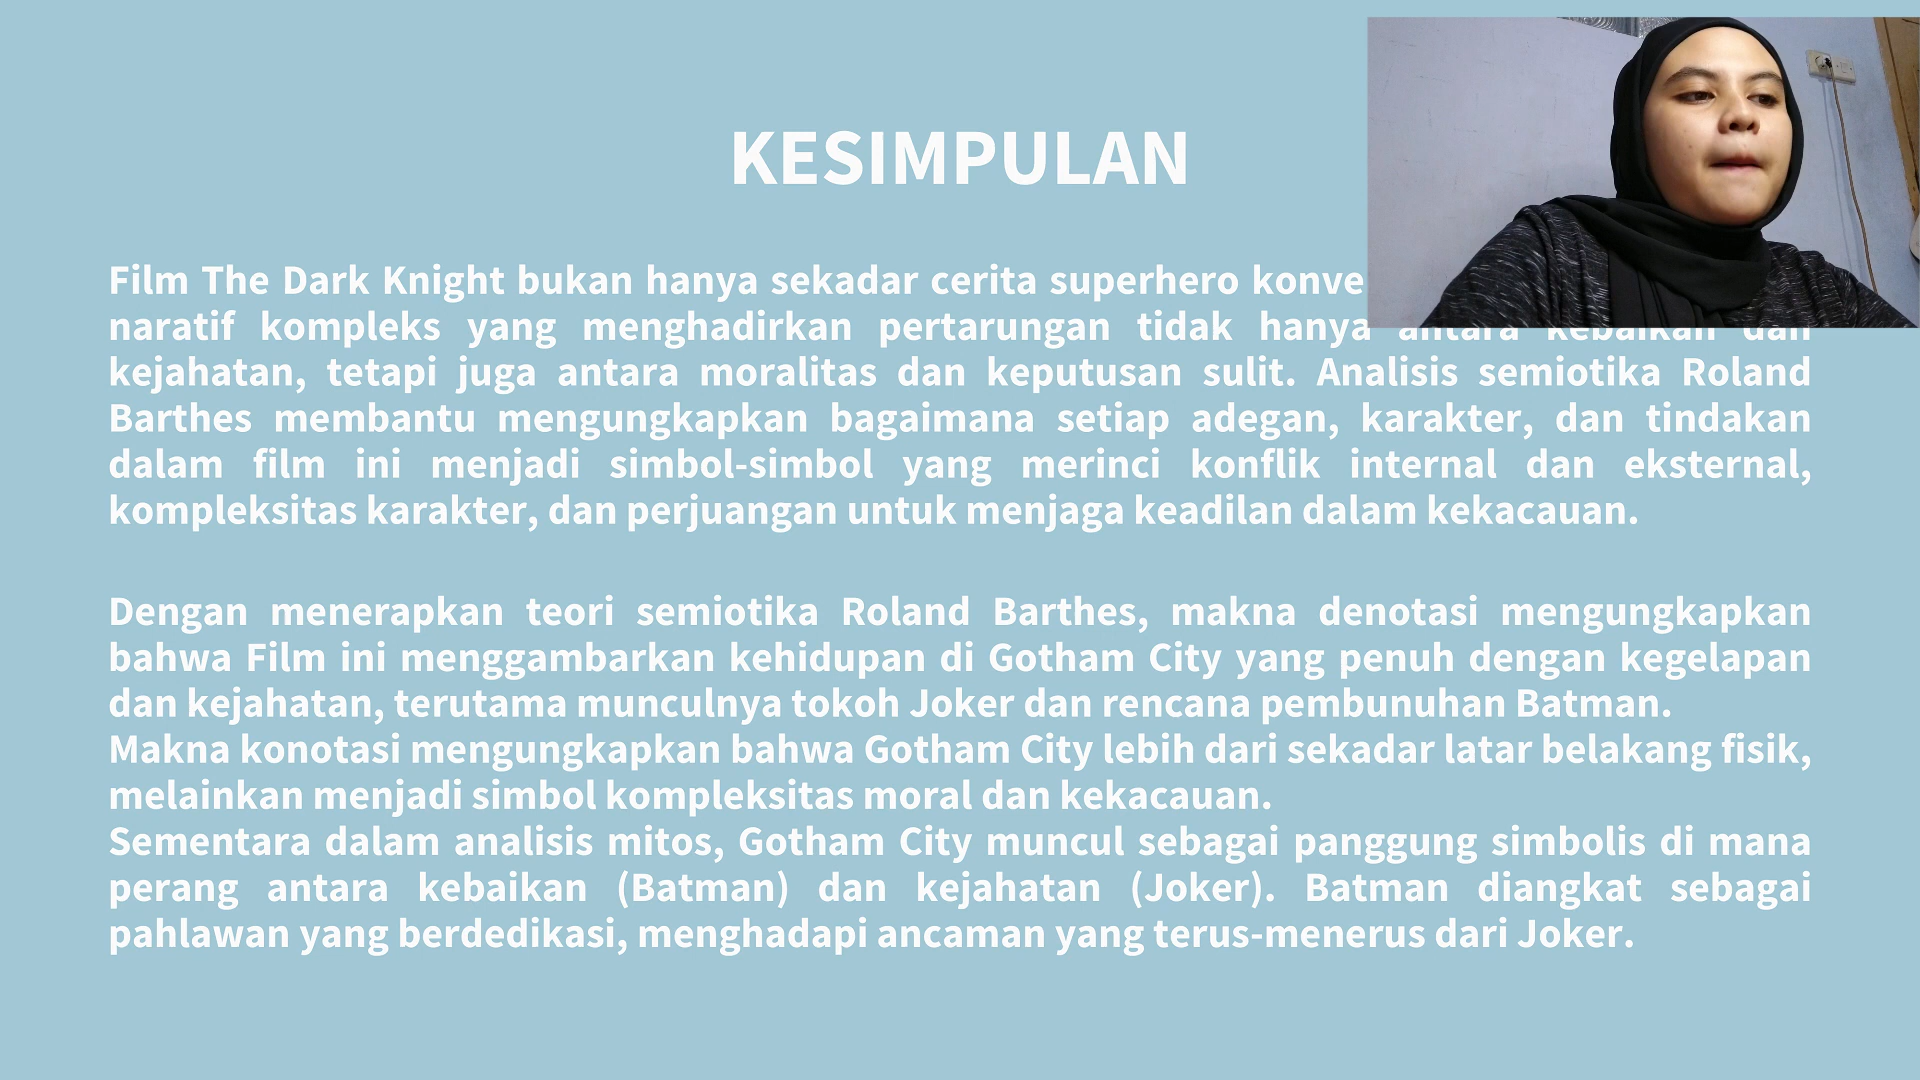 KESIMPULAN
Film The Dark Knight bukan hanya sekadar cerita superhero
naratif kompleks yang menghadirkan pertarungan tidak hanya antara kebaikan dan
kejahatan, tetapi juga antara moralitas dan keputusan sulit. Analisis semiotika Roland
Barthes membantu mengungkapkan bagaimana setiap adegan, karakter, dan tindakan
dalam film ini menjadi simbol-simbol yang merinci konflik internal dan eksternal,
kompleksitas karakter, dan perjuangan untuk menjaga keadilan dalam kekacauan.
Dengan menerapkan teori semiotika Roland Barthes, makna denotasi mengungkapkan
bahwa Film ini menggambarkan kehidupan di Gotham City yang penuh dengan kegelapan
dan kejahatan, terutama munculnya tokoh Joker dan rencana pembunuhan Batman.
Makna konotasi mengungkapkan bahwa Gotham City lebih dari sekadar latar belakang fisik,
melainkan menjadi simbol kompleksitas moral dan kekacauan.
Sementara dalam analisis mitos, Gotham City muncul sebagai panggung simbolis di mana
perang antara kebaikan (Batman) dan kejahatan (Joker). Batman diangkat sebagai
pahlawan yang berdedikasi, menghadapi ancaman yang terus-menerus dari Joker.